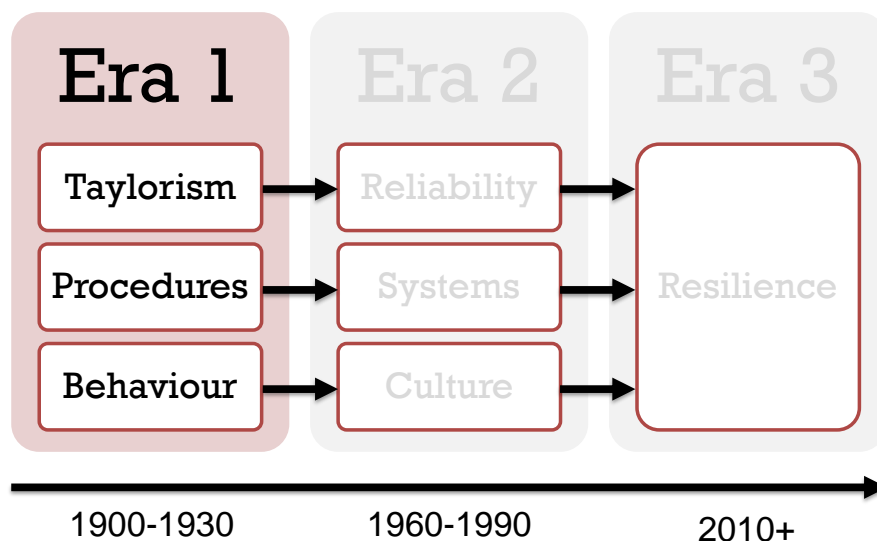 Era 1
Era 2
Era 3
Taylorism
Reliability
Procedures
Systems
Resilience
Behaviour
Culture
1900-1930
1960-1990
2010+